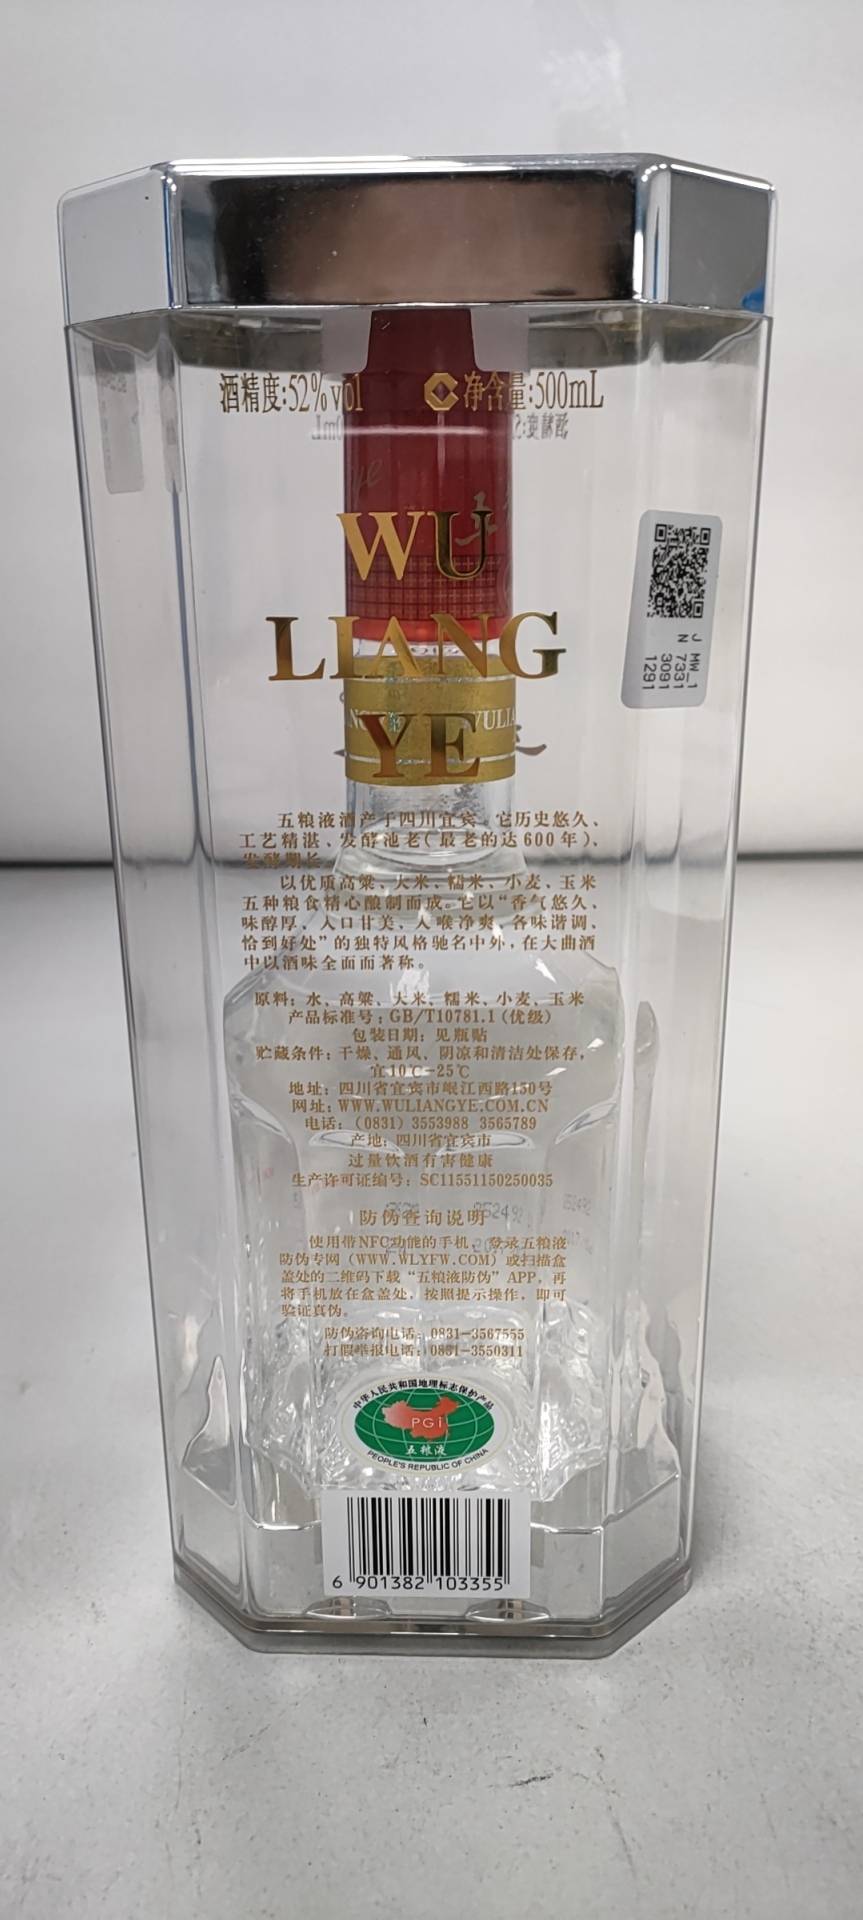 酒精度:52%vol 净含量:500mL
WU
LIANG
YE
J MW_1
N 7331
3091
1291
五粮液酒产于四川宜宾。它历史悠久、
工艺精湛、发酵池老(最老的达600年)、
发酵期长。
以优质高粱、大米、糯米、小麦、玉米
五种粮食精心酿制而成。它以“香气悠久、
味醇厚、入口甘美、入喉净爽、各味谐调、
恰到好处”的独特风格驰名中外,在大曲酒
中以酒味全面而著称。
原料: 水、高粱、大米、糯米、小麦、玉米
产品标准号: GB/T10781.1 (优级)
包装日期: 见瓶贴
贮藏条件: 干燥、通风、阴凉和清洁处保存,
宜10℃-25℃
地址: 四川省宜宾市岷江西路150号
网址: WWW.WULIANGYE.COM.CN
电话: (0831) 3553988 3565789
产地: 四川省宜宾市
过量饮酒有害健康
生产许可证编号: SC11551150250035
防伪查询说明
使用带NFC功能的手机, 登录五粮液
防伪专网 (WWW.WLYFW.COM) 或扫描盒
盖处的二维码下载“五粮液防伪”APP, 再
将手机放在盒盖处, 按照提示操作, 即可
验证真伪。
防伪咨询电话: 0831-3567555
打假举报电话: 0831-3550311
中华人民共和国地理标志保护产品
PGI
五粮液
PEOPLE'S REPUBLIC OF CHINA
6 901382 103355